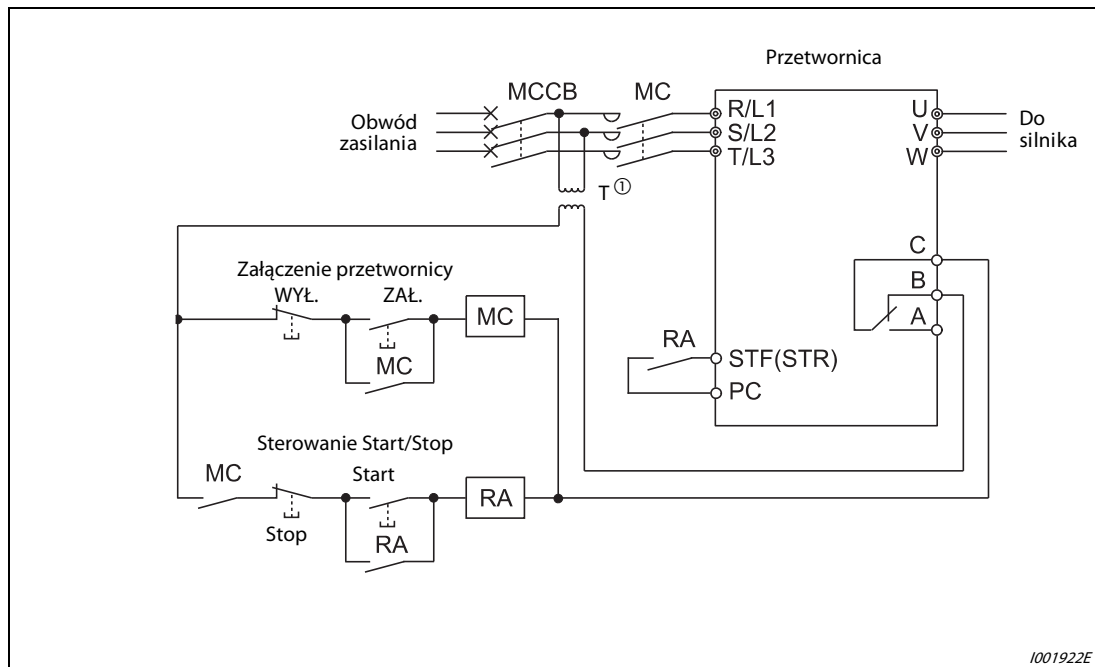 Przetwornica
MCCB
MC
Obwód
zasilania
R/L1
S/L2
T/L3
U
V
W
Do
silnika
T ①
C
B
A
Załączenie przetwornicy
WYŁ.
ZAŁ.
MC
MC
RA
STF(STR)
PC
Sterowanie Start/Stop
MC
Start
RA
Stop
RA
I001922E